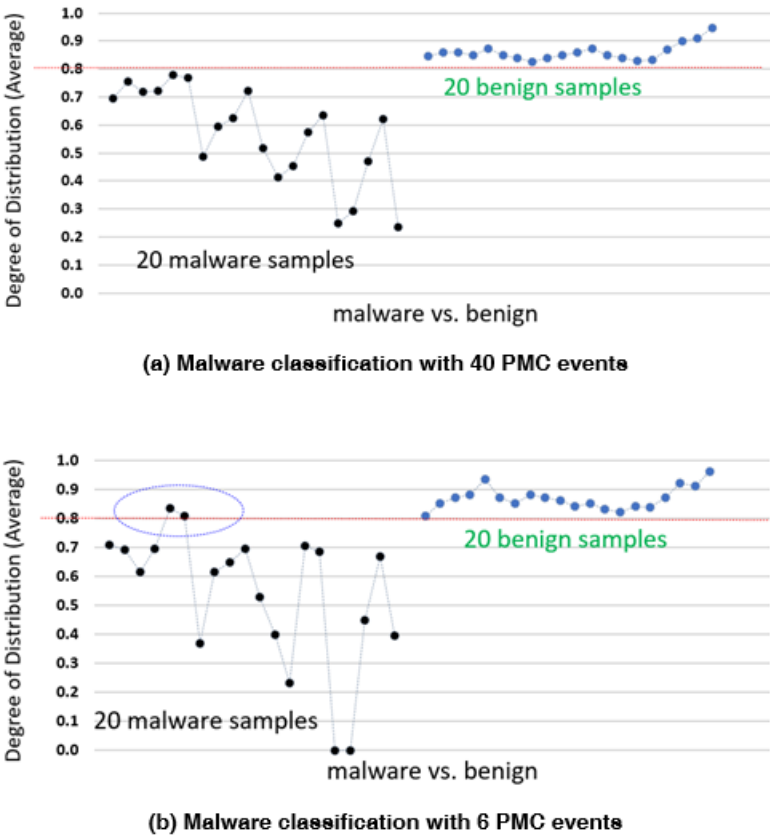 Degree of Distribution (Average)
1.0
0.9
0.8
0.7
0.6
0.5
0.4
0.3
0.2
0.1
0.0
20 benign samples
20 malware samples
malware vs. benign
(a) Malware classification with 40 PMC events
Degree of Distribution (Average)
1.0
0.9
0.8
0.7
0.6
0.5
0.4
0.3
0.2
0.1
0.0
20 benign samples
20 malware samples
malware vs. benign
(b) Malware classification with 6 PMC events